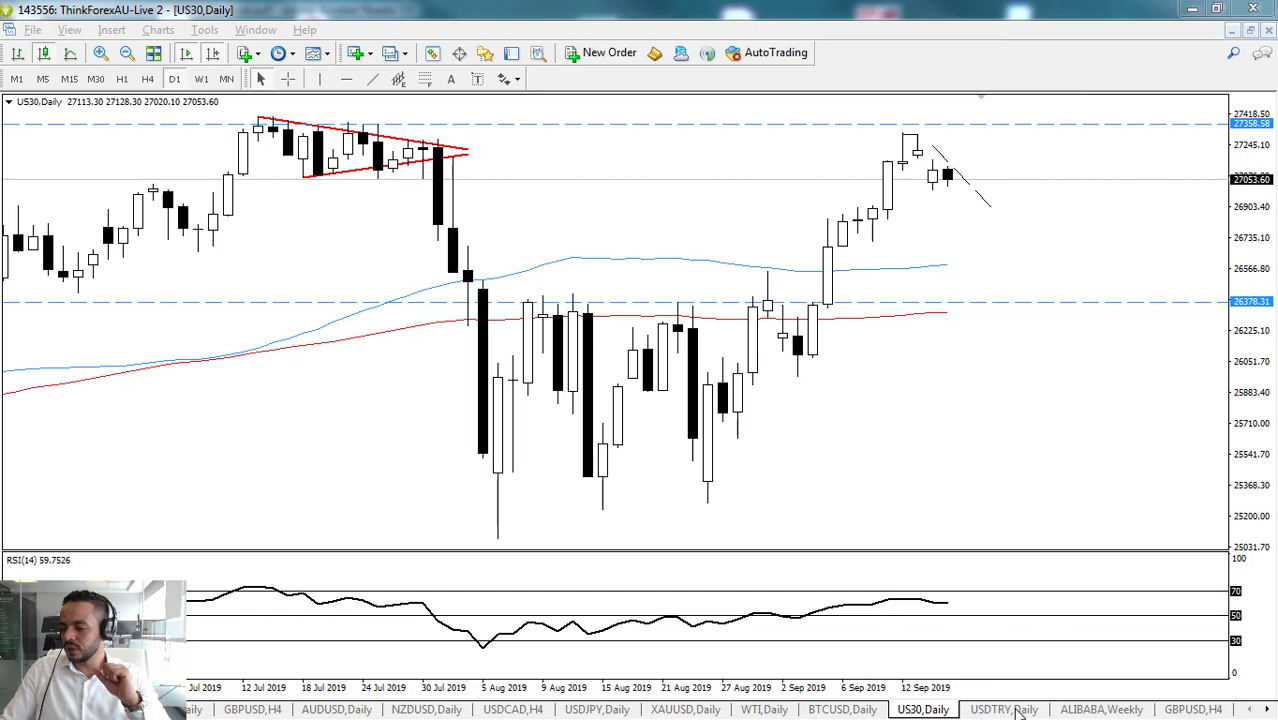 143556: ThinkForexAU-Live 2 - [US30,Daily]
File View Insert Charts Tools Window Help
New Order AutoTrading
M1 M5 M15 M30 H1 H4 D1 W1 MN A T
US30,Daily 27113.30 27128.30 27020.10 27053.60
27418.50
27358.58
27245.10
27053.60
26903.40
26735.10
26566.80
26378.31
26225.10
26051.70
25883.40
25710.00
25541.70
25368.30
25200.00
25031.70
RSI(14) 59.7526
100
70
50
30
0
Jul 2019 12 Jul 2019 18 Jul 2019 24 Jul 2019 30 Jul 2019 5 Aug 2019 9 Aug 2019 15 Aug 2019 21 Aug 2019 27 Aug 2019 2 Sep 2019 6 Sep 2019 12 Sep 2019
GBPUSD,H4 AUDUSD,Daily NZDUSD,Daily USDCAD,H4 USDJPY,Daily XAUUSD,Daily WTI,Daily BTCUSD,Daily US30,Daily USDTRY,Daily ALIBABA,Weekly GBPUSD,H4